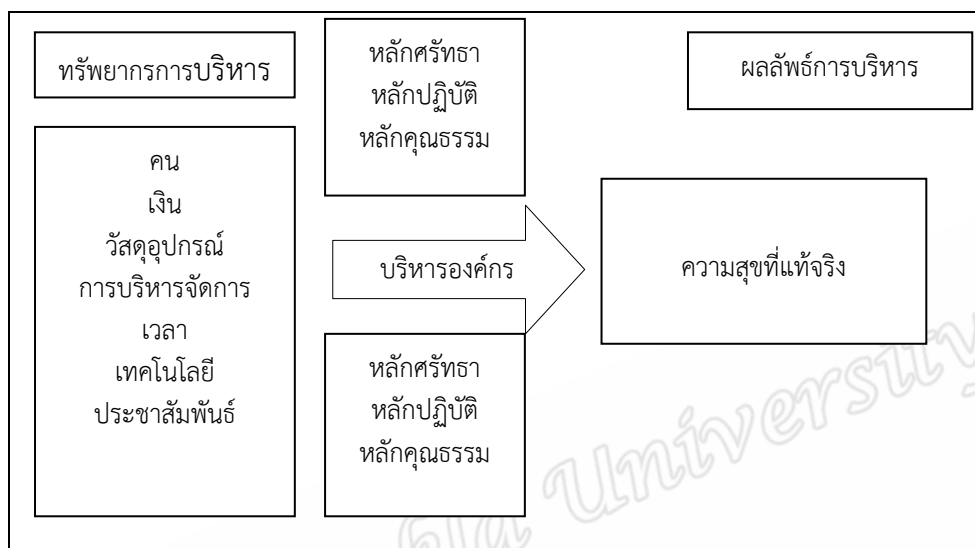 ทรัพยากรการบริหาร
คน
เงิน
วัสดุอุปกรณ์
การบริหารจัดการ
เวลา
เทคโนโลยี
ประชาสัมพันธ์
หลักศรัทธา
หลักปฏิบัติ
หลักคุณธรรม
บริหารองค์กร
หลักศรัทธา
หลักปฏิบัติ
หลักคุณธรรม
ผลลัพธ์การบริหาร
ความสุขที่แท้จริง
University